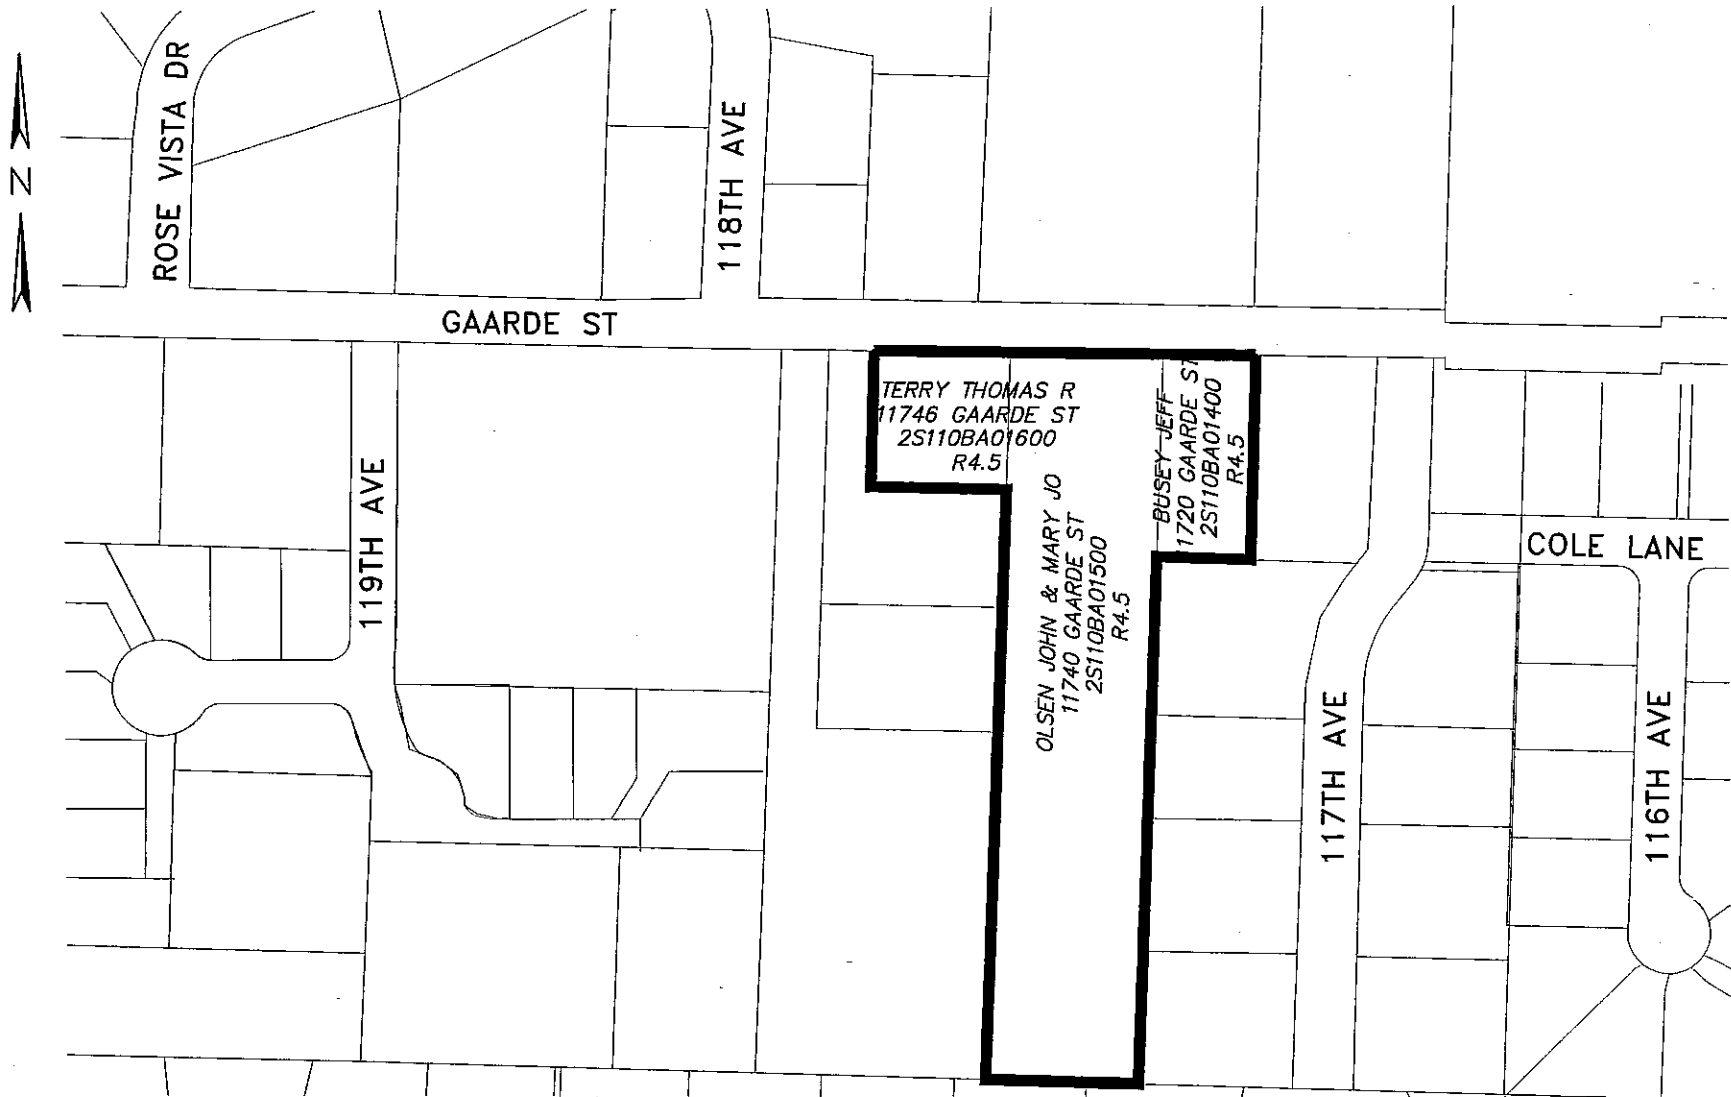 ROSE VISTA DR
118TH AVE
N
GAARDE ST
TERRY THOMAS R
11746 GAARDE ST
2S110BA01600
R4.5
BUSEY JEFF
1720 GAARDE ST
2S110BA01400
R4.5
OLSEN JOHN & MARY JO
11740 GAARDE ST
2S110BA01500
R4.5
119TH AVE
COLE LANE
117TH AVE
116TH AVE